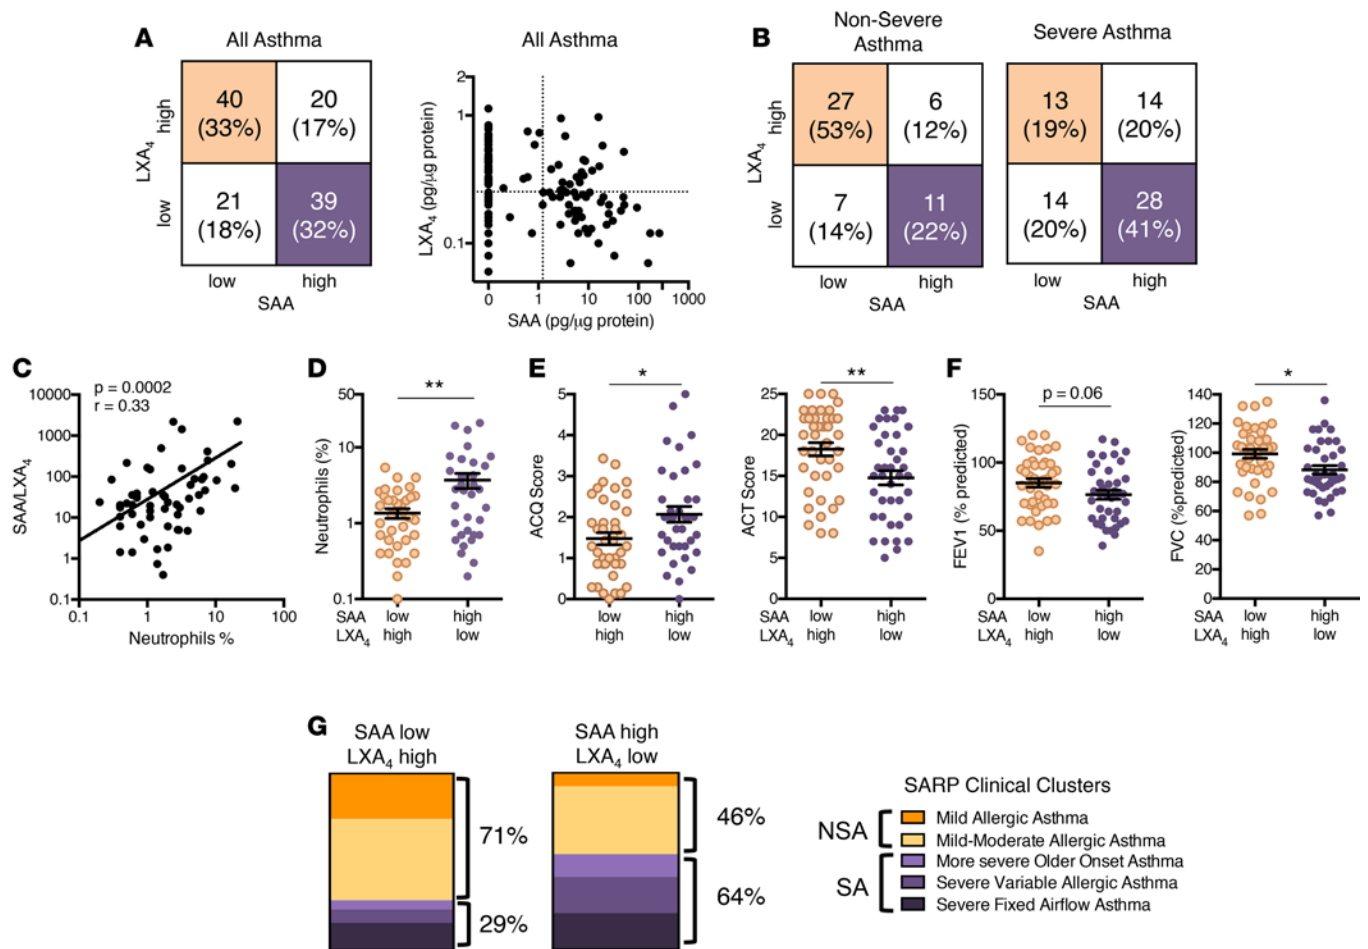 A
All Asthma
LXA4
high
low
40
(33%)
20
(17%)
21
(18%)
39
(32%)
low
high
SAA
All Asthma
LXA4 (pg/μg protein)
2
1
0.1
0
1
10
100
1000
SAA (pg/μg protein)
B
Non-Severe
Asthma
LXA4
high
low
27
(53%)
6
(12%)
7
(14%)
11
(22%)
low
high
SAA
Severe Asthma
13
(19%)
14
(20%)
14
(20%)
28
(41%)
low
high
SAA
C
p = 0.0002
r = 0.33
SAA/LXA4
10000
1000
100
10
1
0.1
0.1
1
10
100
Neutrophils %
D
**
Neutrophils (%)
50
10
1
0.1
SAA low high
LXA4 high low
E
*
ACQ Score
5
4
3
2
1
0
SAA low high
LXA4 high low
**
ACT Score
25
20
15
10
5
0
SAA low high
LXA4 high low
F
p = 0.06
FEV1 (% predicted)
150
100
50
0
SAA low high
LXA4 high low
*
FVC (%predicted)
140
120
100
80
60
40
20
0
SAA low high
LXA4 high low
G
SAA low
LXA4 high
71%
29%
SAA high
LXA4 low
46%
64%
SARP Clinical Clusters
NSA
Mild Allergic Asthma
Mild-Moderate Allergic Asthma
SA
More severe Older Onset Asthma
Severe Variable Allergic Asthma
Severe Fixed Airflow Asthma